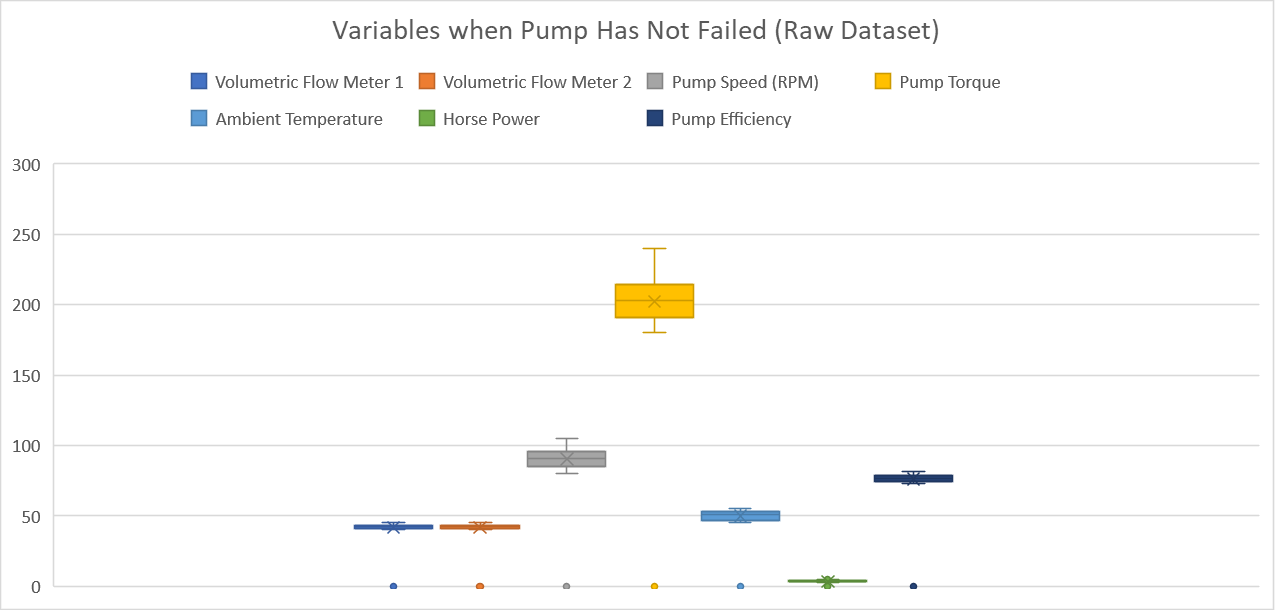 Variables when Pump Has Not Failed (Raw Dataset)
Volumetric Flow Meter 1 Volumetric Flow Meter 2 Pump Speed (RPM) Pump Torque
Ambient Temperature Horse Power Pump Efficiency
300
250
200
150
100
50
0